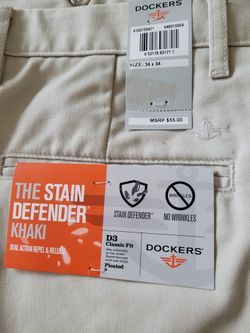 DOCKERS
SIZE: 34 x 34
MSRP $55.00
THE STAIN
DEFENDER
KHAKI
DUAL ACTION REPEL & RELEASE
STAIN DEFENDER
NO WRINKLES
D3
Classic Fit
Pleated
DOCKERS